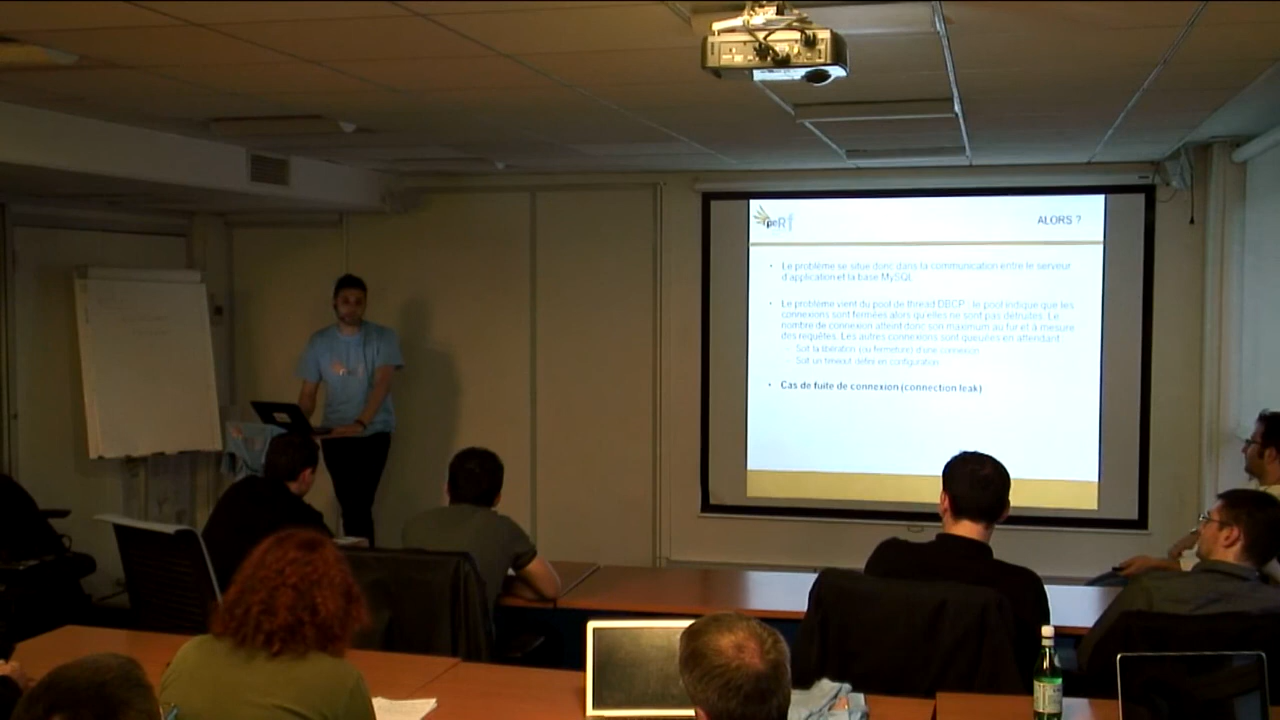 peRf
ALORS ?
• Le problème se situe donc dans la communication entre le serveur
d'application et la base MySQL
• Le problème vient du pool de thread DBCP : le pool indique que les
connexions sont fermées alors qu'elles ne sont pas détruites. Le
nombre de connexion atteint donc son maximum au fur et à mesure
des requêtes. Les autres connexions sont queuillés en attendant
– Soit la libération (ou fermeture) d'une connexion
– Soit un timeout défini en configuration
• Cas de fuite de connexion (connection leak)